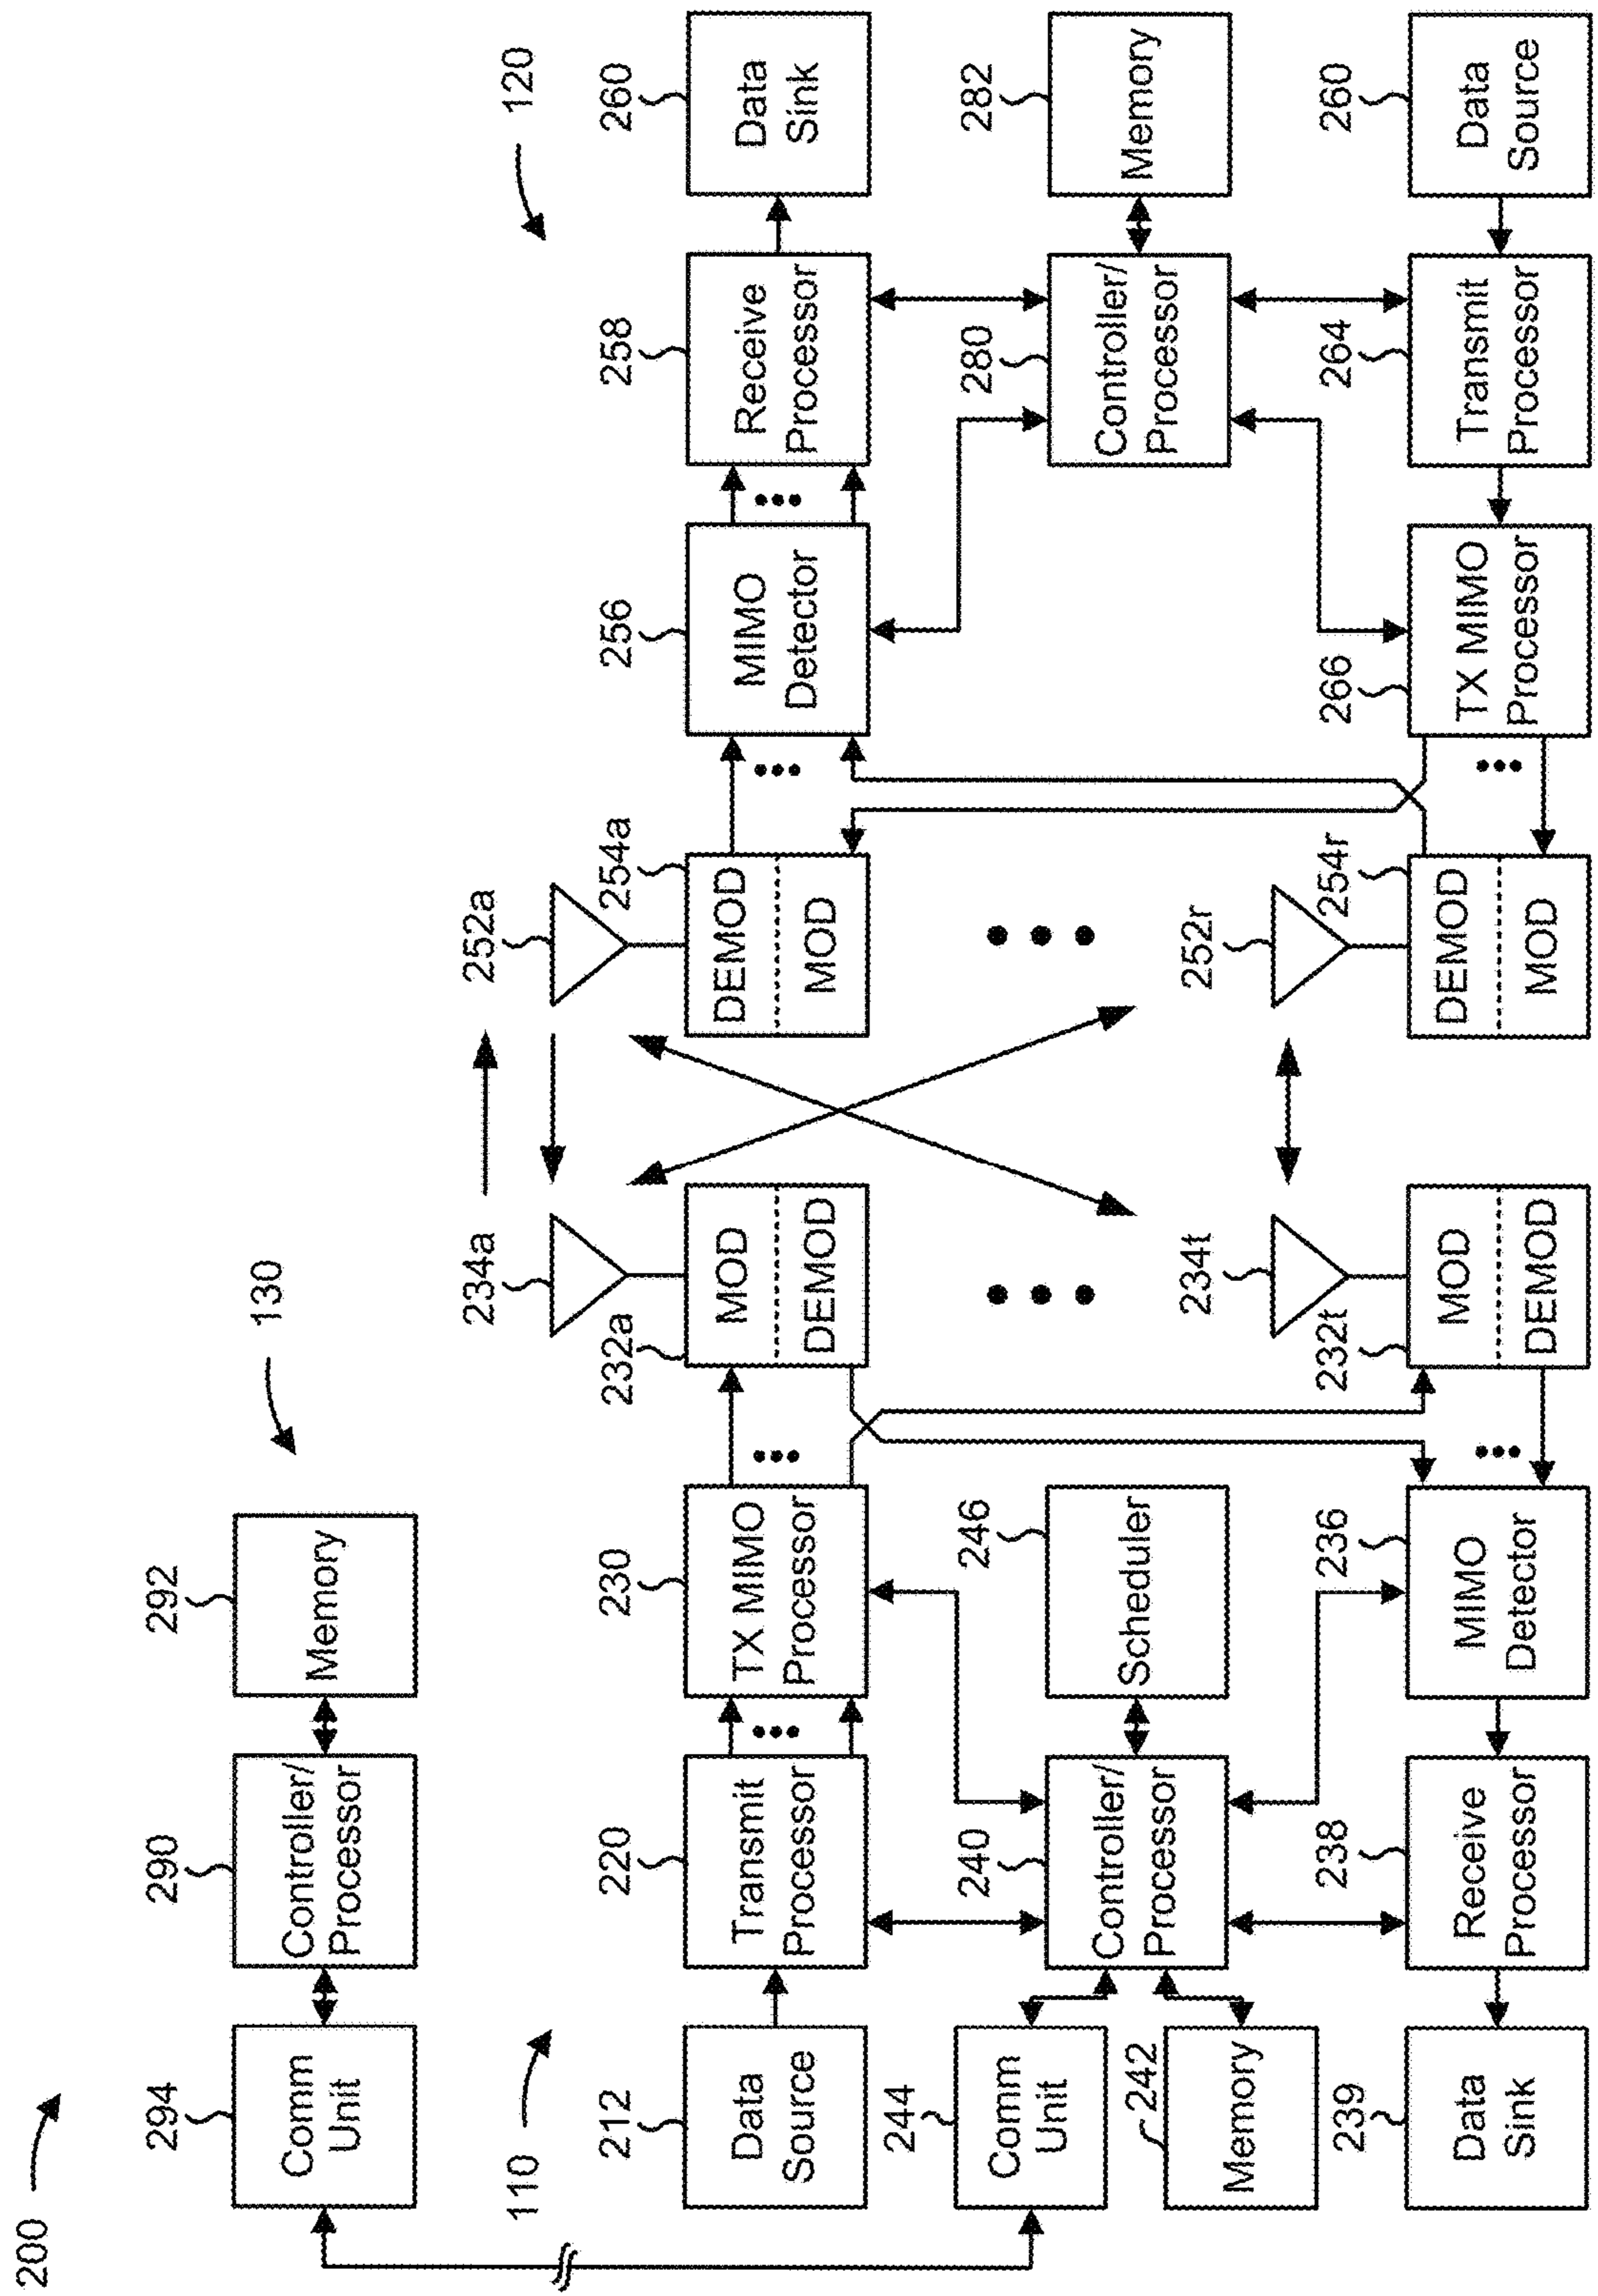 200
294
Comm
Unit
290
Controller/
Processor
292
Memory
130
110
120
212
Data
Source
220
Transmit
Processor
230
TX MIMO
Processor
232a
MOD
DEMOD
234a
252a
254a
DEMOD
MOD
256
MIMO
Detector
258
Receive
Processor
260
Data
Sink
244
Comm
Unit
242
Memory
240
Controller/
Processor
246
Scheduler
280
Controller/
Processor
282
Memory
239
Data
Sink
238
Receive
Processor
236
MIMO
Detector
232t
MOD
DEMOD
234t
252r
254r
DEMOD
MOD
266
TX MIMO
Processor
264
Transmit
Processor
260
Data
Source